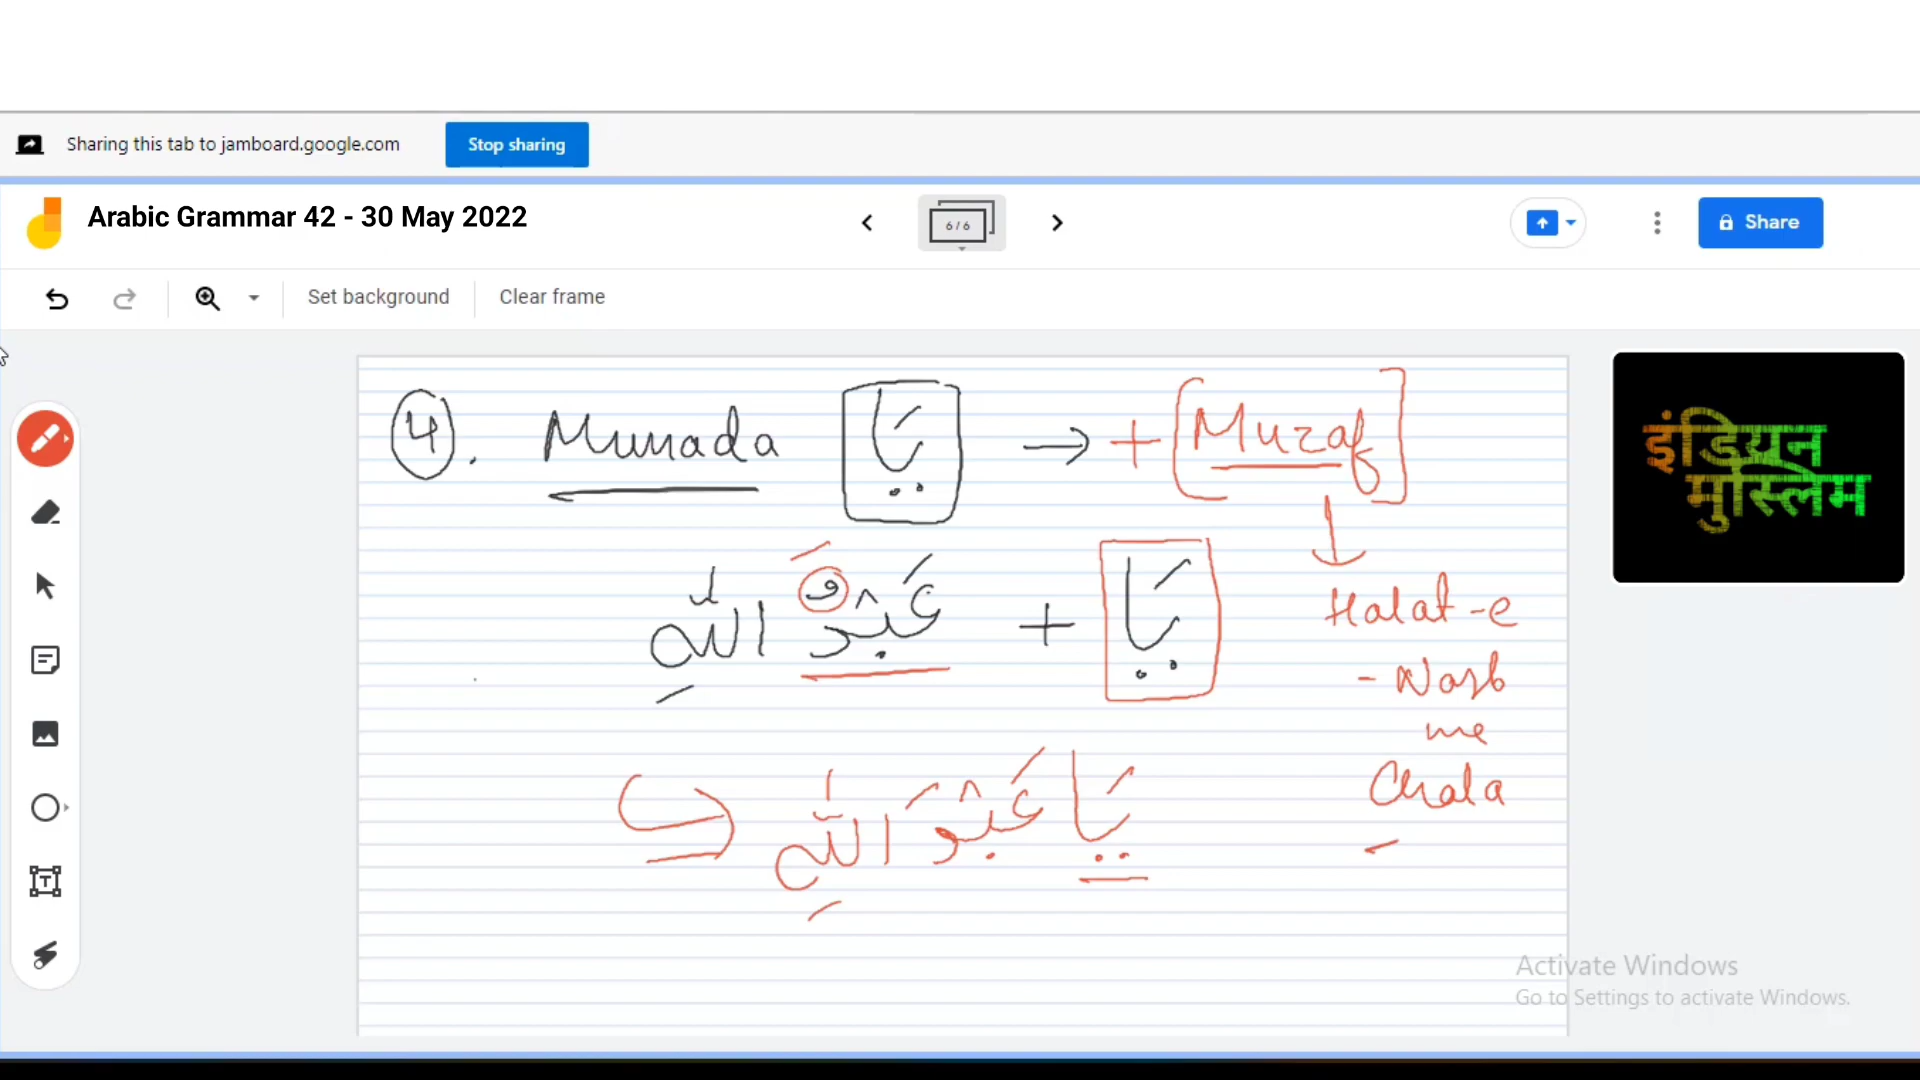 Sharing this tab to jamboard.google.com Stop sharing
Arabic Grammar 42 - 30 May 2022 6 / 6 Share
Set background Clear frame
4. Munada يَا → + [Muzaf]
يَا + عَبْدُ اللّٰهِ
Halat-e
- Nasb
me
Chala
يَا عَبْدَ اللّٰهِ
इंडियन
मुस्लिम
Activate Windows
Go to Settings to activate Windows.